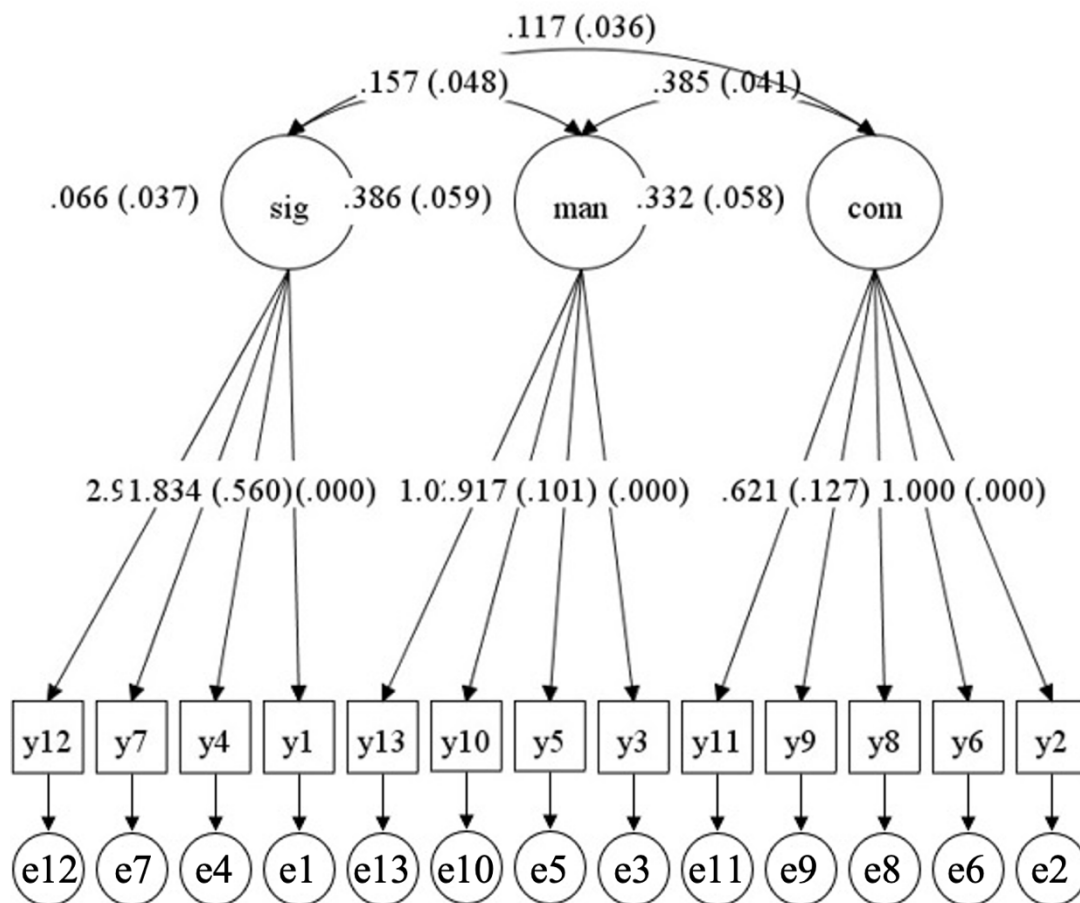 .117 (.036)
.157 (.048) .385 (.041)
.066 (.037) sig .386 (.059) man .332 (.058) com
1.834 (.560)(.000) .917 (.101) (.000) .621 (.127) 1.000 (.000)
y12 y7 y4 y1 y13 y10 y5 y3 y11 y9 y8 y6 y2
e12 e7 e4 e1 e13 e10 e5 e3 e11 e9 e8 e6 e2